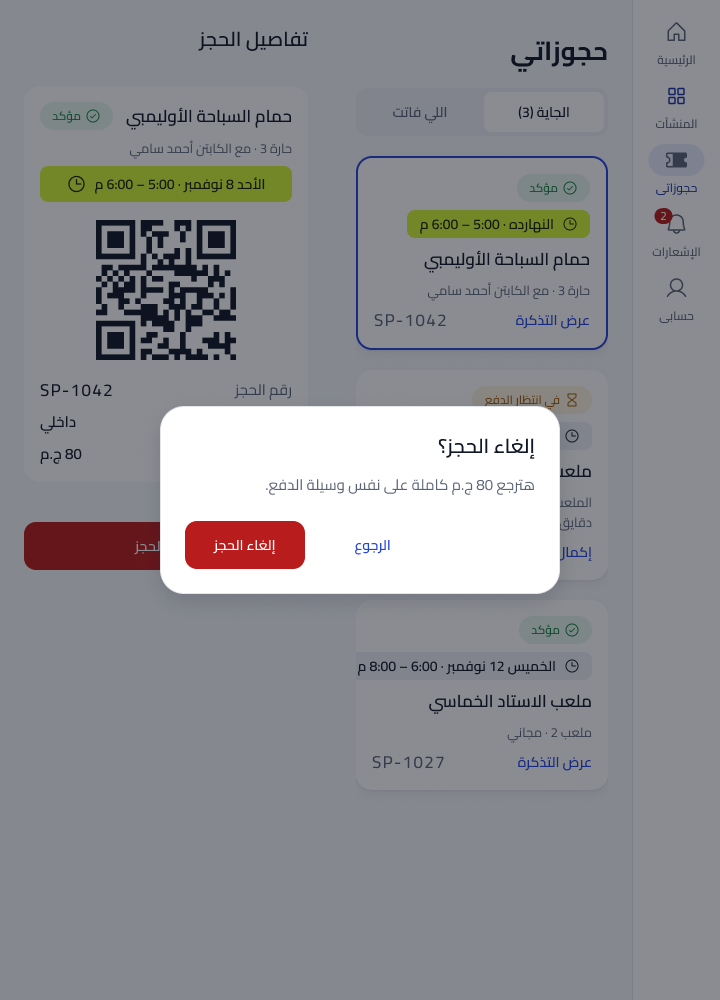 الرئيسية
المنشآت
حجوزاتي
2
الإشعارات
حسابي
حجوزاتي
الجاية (3)
اللي فاتت
مؤكد
النهارده · 5:00 – 6:00 م
حمام السباحة الأوليمبي
حارة 3 · مع الكابتن أحمد سامي
عرض التذكرة
SP-1042
في انتظار الدفع
دقايق
مؤكد
الخميس 12 نوفمبر · 6:00 – 8:00 م
ملعب الاستاد الخماسي
ملعب 2 · مجاني
عرض التذكرة
SP-1027
تفاصيل الحجز
حمام السباحة الأوليمبي
مؤكد
حارة 3 · مع الكابتن أحمد سامي
الأحد 8 نوفمبر · 5:00 – 6:00 م
رقم الحجز
SP-1042
داخلي
80 ج.م
إلغاء الحجز؟
هترجع 80 ج.م كاملة على نفس وسيلة الدفع.
الرجوع
إلغاء الحجز